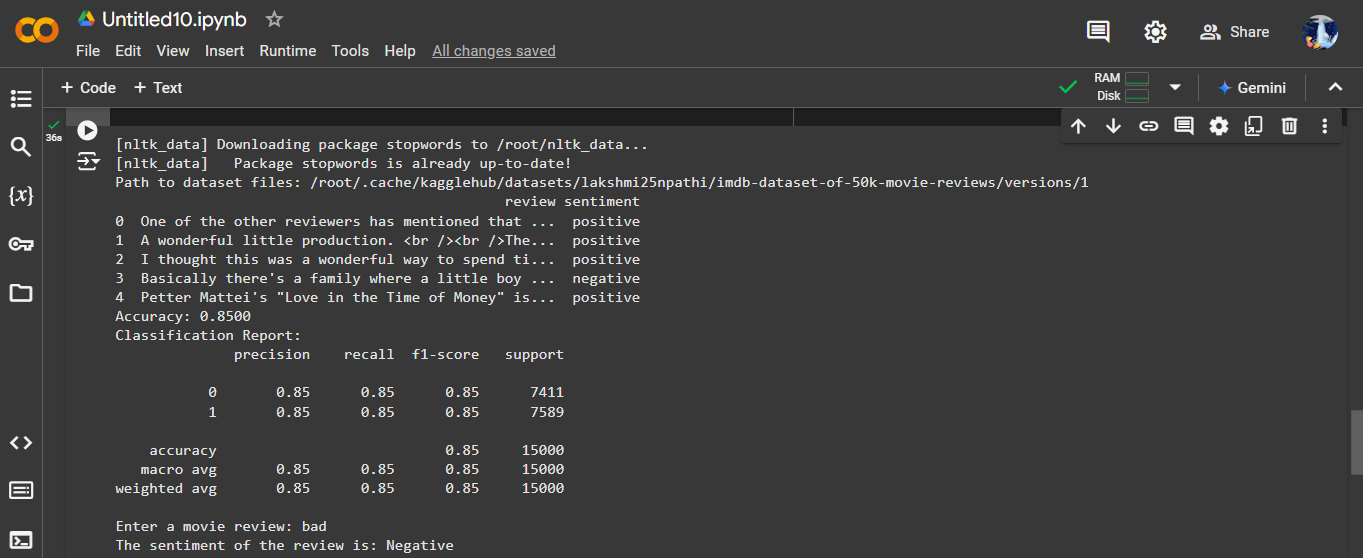 Untitled10.ipynb
File Edit View Insert Runtime Tools Help All changes saved
Share
+ Code + Text
RAM
Disk
Gemini
36s
[nltk_data] Downloading package stopwords to /root/nltk_data...
[nltk_data]   Package stopwords is already up-to-date!
Path to dataset files: /root/.cache/kagglehub/datasets/lakshmi25npathi/imdb-dataset-of-50k-movie-reviews/versions/1
review sentiment
0  One of the other reviewers has mentioned that ...  positive
1  A wonderful little production. <br /><br />The...  positive
2  I thought this was a wonderful way to spend ti...  positive
3  Basically there's a family where a little boy ...  negative
4  Petter Mattei's "Love in the Time of Money" is...  positive
Accuracy: 0.8500
Classification Report:
precision    recall  f1-score   support
0       0.85      0.85      0.85      7411
1       0.85      0.85      0.85      7589
accuracy                           0.85     15000
macro avg       0.85      0.85      0.85     15000
weighted avg       0.85      0.85      0.85     15000
Enter a movie review: bad
The sentiment of the review is: Negative
{x}